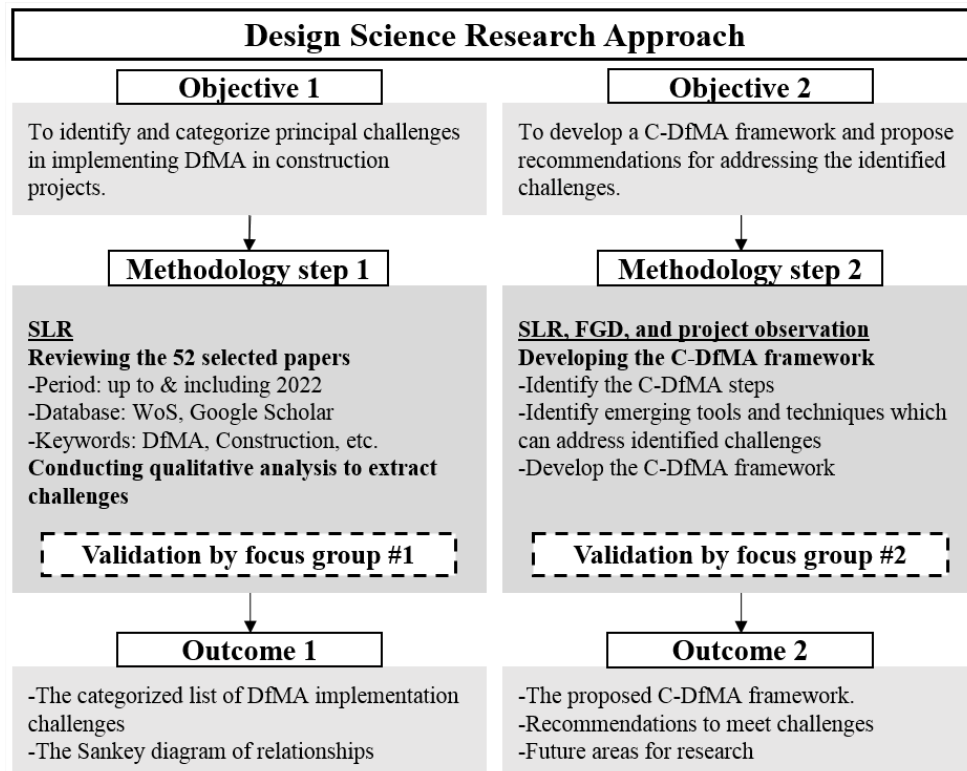 Design Science Research Approach
Objective 1
To identify and categorize principal challenges
in implementing DfMA in construction
projects.
Methodology step 1
SLR
Reviewing the 52 selected papers
-Period: up to & including 2022
-Database: WoS, Google Scholar
-Keywords: DfMA, Construction, etc.
Conducting qualitative analysis to extract
challenges
Validation by focus group #1
Outcome 1
-The categorized list of DfMA implementation
challenges
-The Sankey diagram of relationships
Objective 2
To develop a C-DfMA framework and propose
recommendations for addressing the identified
challenges.
Methodology step 2
SLR, FGD, and project observation
Developing the C-DfMA framework
-Identify the C-DfMA steps
-Identify emerging tools and techniques which
can address identified challenges
-Develop the C-DfMA framework
Validation by focus group #2
Outcome 2
-The proposed C-DfMA framework.
-Recommendations to meet challenges
-Future areas for research